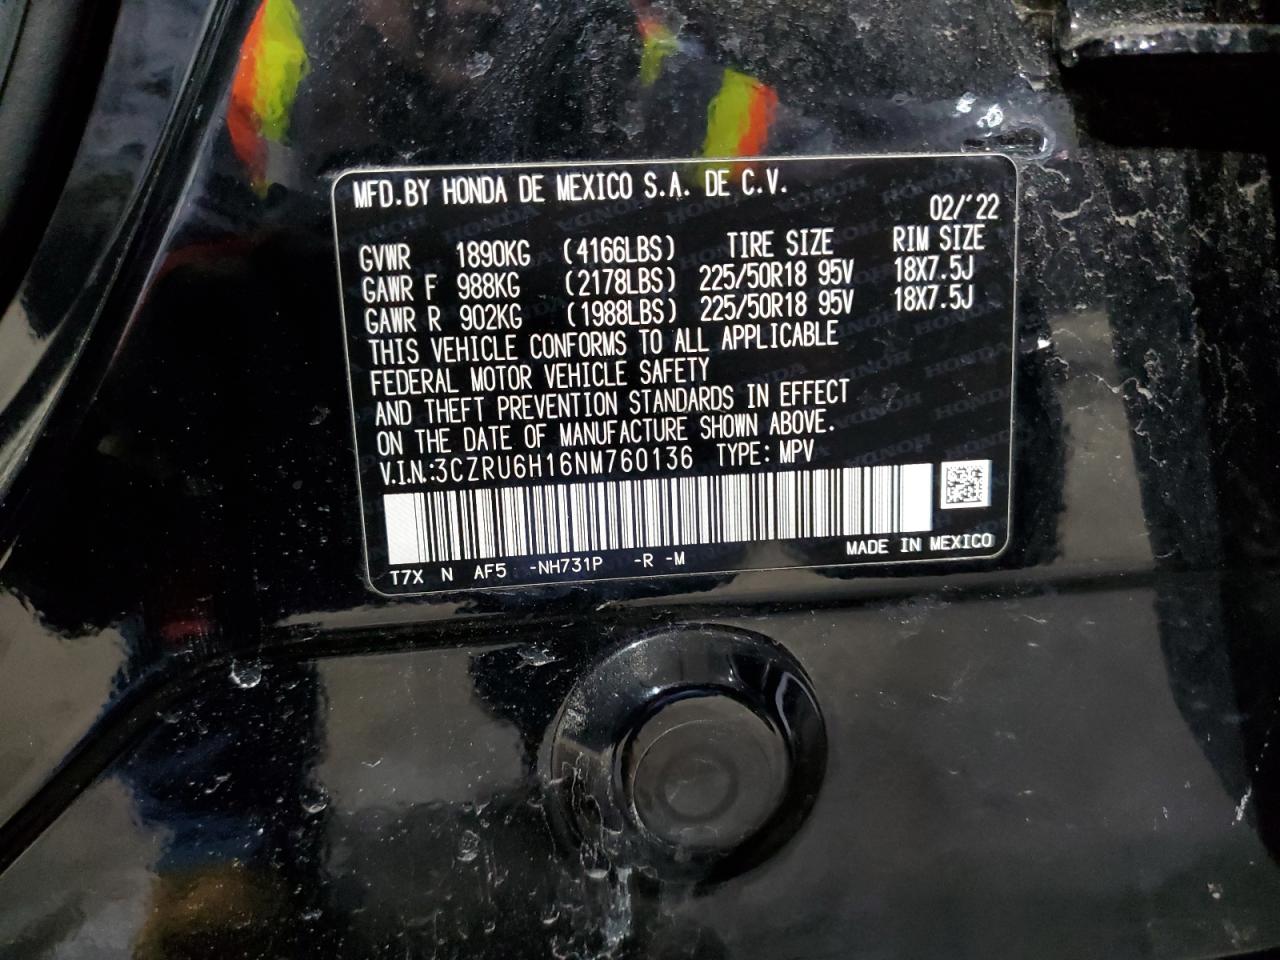 MFD. BY HONDA DE MEXICO S.A. DE C.V.
02/'22
GVWR 1890KG (4166LBS) TIRE SIZE RIM SIZE
GAWR F 988KG (2178LBS) 225/50R18 95V 18X7.5J
GAWR R 902KG (1988LBS) 225/50R18 95V 18X7.5J
THIS VEHICLE CONFORMS TO ALL APPLICABLE
FEDERAL MOTOR VEHICLE SAFETY
AND THEFT PREVENTION STANDARDS IN EFFECT
ON THE DATE OF MANUFACTURE SHOWN ABOVE.
V.I.N.:3CZRU6H16NM760136 TYPE: MPV
MADE IN MEXICO
T7X N AF5 -NH731P -R -M